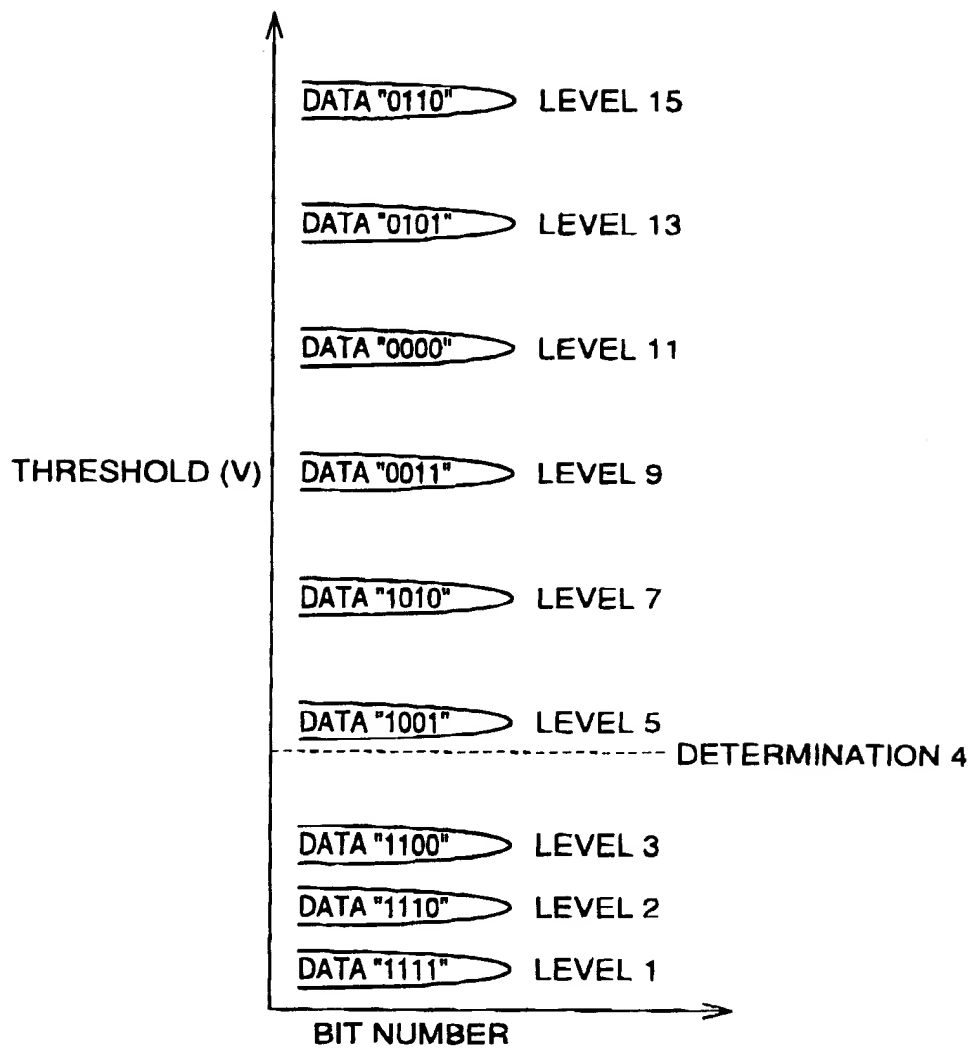 DATA "0110" LEVEL 15
DATA "0101" LEVEL 13
DATA "0000" LEVEL 11
THRESHOLD (V) DATA "0011" LEVEL 9
DATA "1010" LEVEL 7
DATA "1001" LEVEL 5
DETERMINATION 4
DATA "1100" LEVEL 3
DATA "1110" LEVEL 2
DATA "1111" LEVEL 1
BIT NUMBER